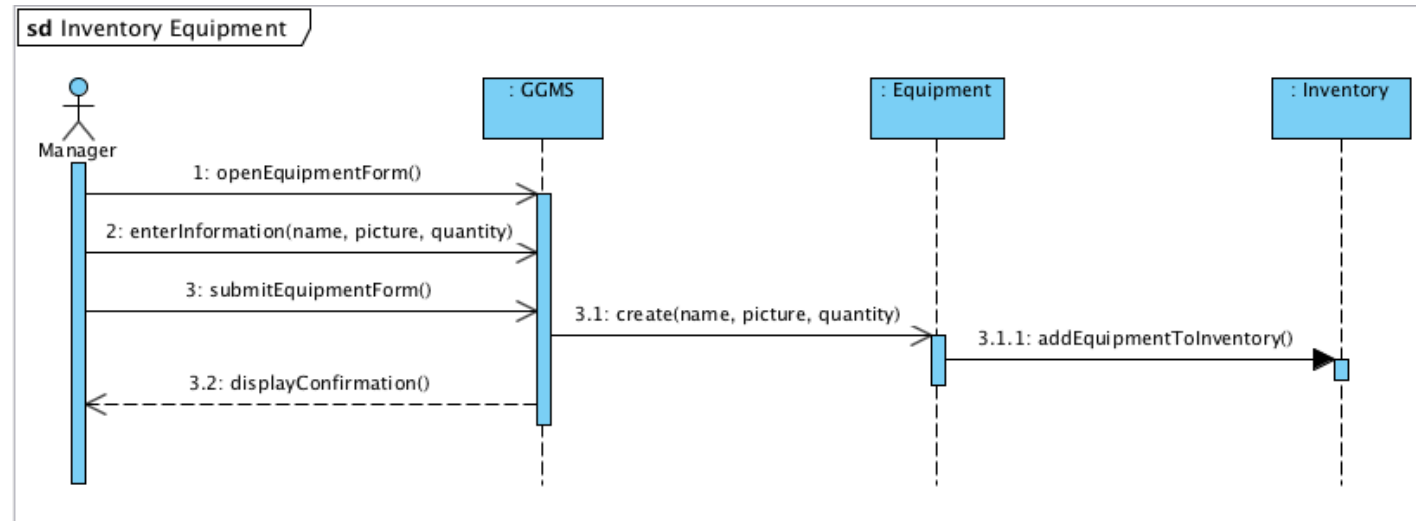 sd Inventory Equipment
: GGMS
: Equipment
: Inventory
Manager
1: openEquipmentForm()
2: enterInformation(name, picture, quantity)
3: submitEquipmentForm()
3.1: create(name, picture, quantity)
3.1.1: addEquipmentToInventory()
3.2: displayConfirmation()